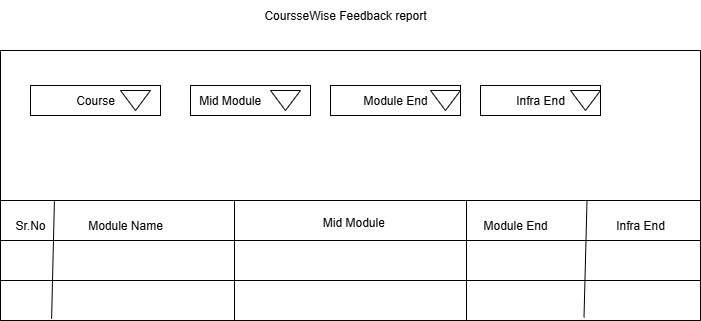 CoursseWise Feedback report
Course Mid Module Module End Infra End
Sr.No Module Name Mid Module Module End Infra End